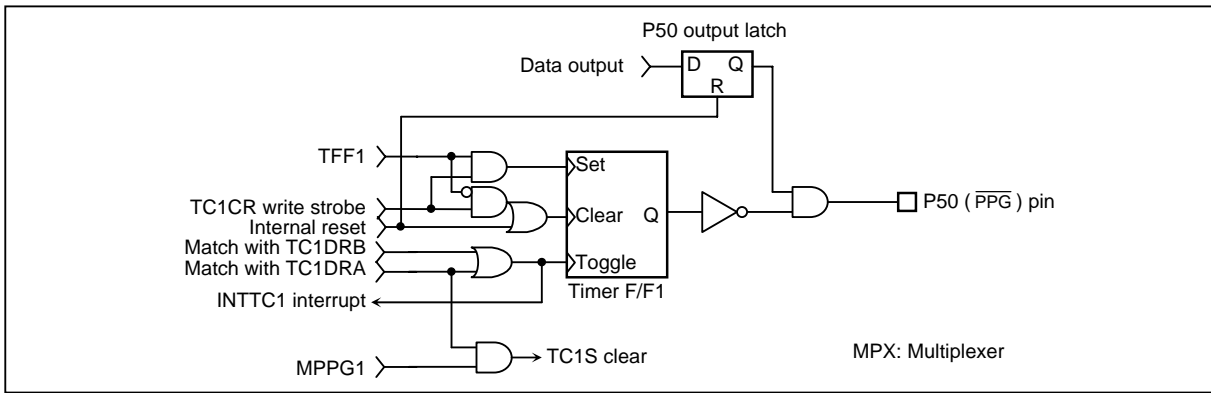 P50 output latch
Data output
D Q
R
TFF1
Set
TC1CR write strobe
Clear
Q
P50 ( PPG ) pin
Internal reset
Match with TC1DRB
Match with TC1DRA
Toggle
INTTC1 interrupt
Timer F/F1
TC1S clear
MPX: Multiplexer
MPPG1